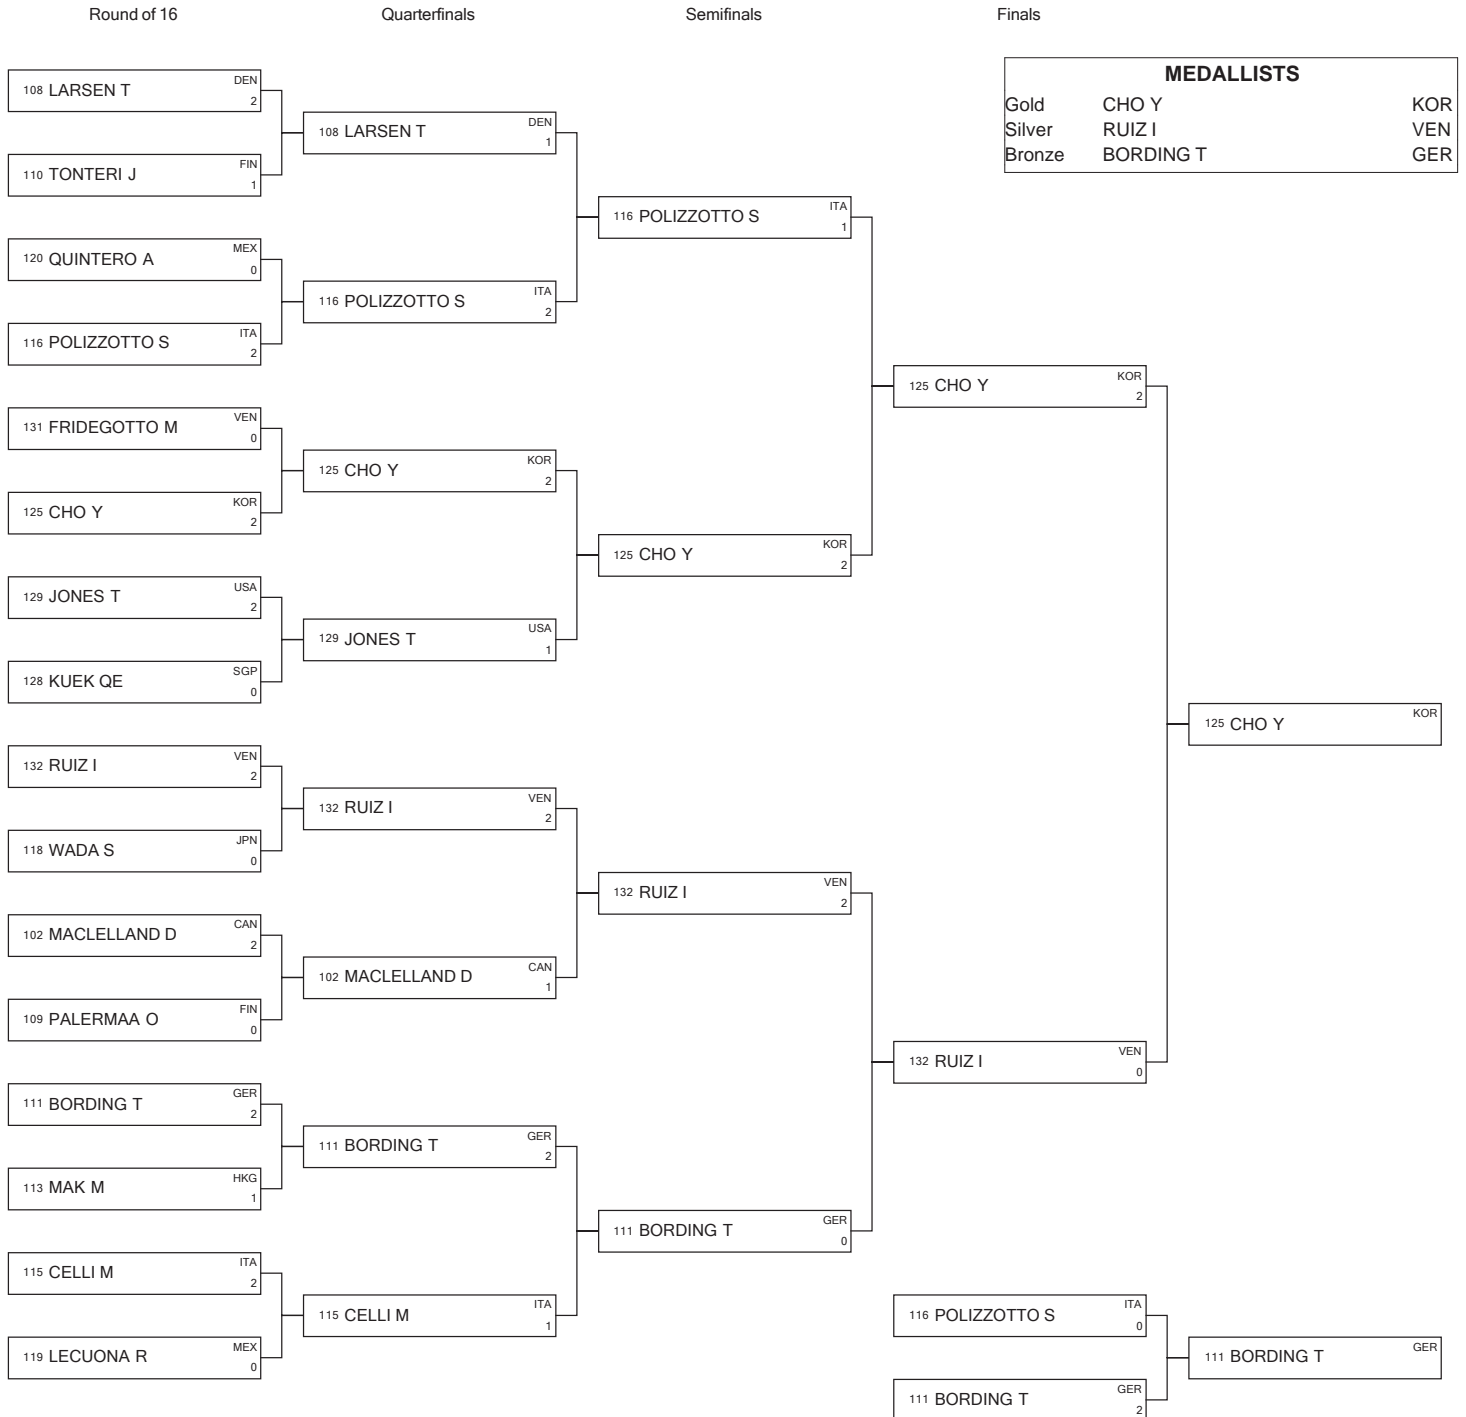 Round of 16 Quarterfinals Semifinals Finals
MEDALLISTS
Gold CHO Y KOR
Silver RUIZ I VEN
Bronze BORDING T GER
108 LARSEN T DEN 2
110 TONTERI J FIN 1
120 QUINTERO A MEX 0
116 POLIZZOTTO S ITA 2
131 FRIDEGOTTO M VEN 0
125 CHO Y KOR 2
129 JONES T USA 2
128 KUEK QE SGP 0
132 RUIZ I VEN 2
118 WADA S JPN 0
102 MACLELLAND D CAN 2
109 PALERMAA O FIN 0
111 BORDING T GER 2
113 MAK M HKG 1
115 CELLI M ITA 2
119 LECUONA R MEX 0
108 LARSEN T DEN 1
116 POLIZZOTTO S ITA 2
125 CHO Y KOR 2
129 JONES T USA 1
132 RUIZ I VEN 2
102 MACLELLAND D CAN 1
111 BORDING T GER 2
115 CELLI M ITA 1
116 POLIZZOTTO S ITA 1
125 CHO Y KOR 2
132 RUIZ I VEN 2
111 BORDING T GER 0
125 CHO Y KOR 2
132 RUIZ I VEN 0
125 CHO Y KOR
116 POLIZZOTTO S ITA 0
111 BORDING T GER 2
111 BORDING T GER